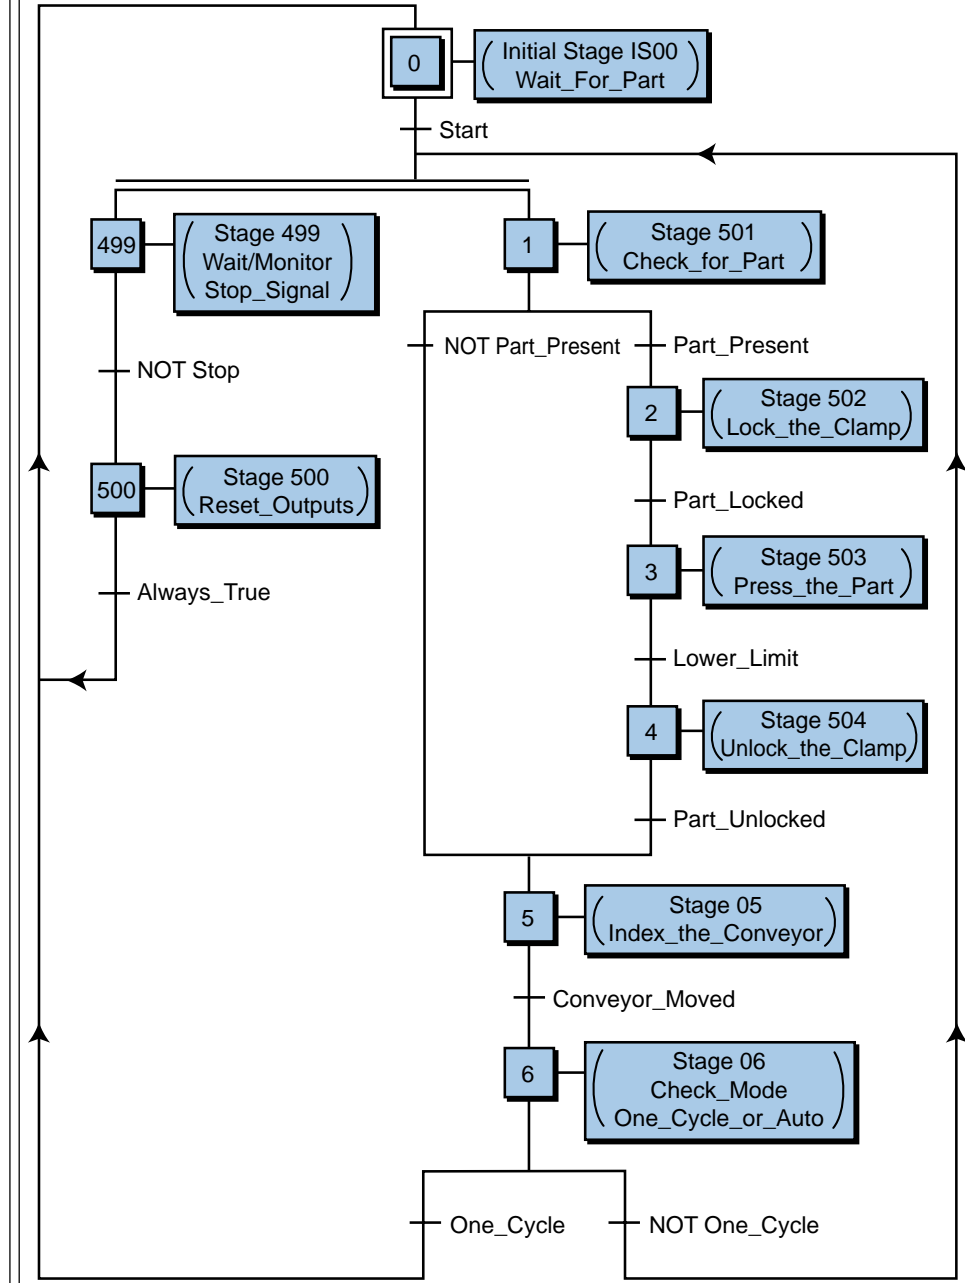 0
Initial Stage IS00
Wait_For_Part
Start
499
Stage 499
Wait/Monitor
Stop_Signal
1
Stage 501
Check_for_Part
NOT Part_Present
Part_Present
NOT Stop
2
Stage 502
Lock_the_Clamp
500
Stage 500
Reset_Outputs
Part_Locked
3
Stage 503
Press_the_Part
Always_True
Lower_Limit
4
Stage 504
Unlock_the_Clamp
Part_Unlocked
5
Stage 05
Index_the_Conveyor
Conveyor_Moved
6
Stage 06
Check_Mode
One_Cycle_or_Auto
One_Cycle
NOT One_Cycle